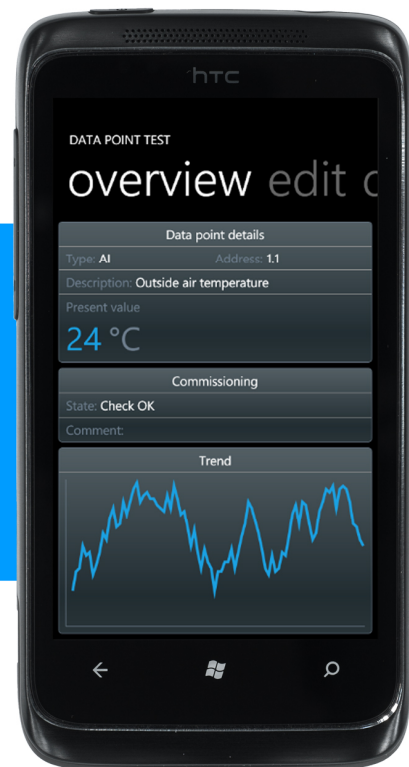 hTC
DATA POINT TEST
overview edit
Data point details
Type: AI Address: 1.1
Description: Outside air temperature
Present value
24 °C
Commissioning
State: Check OK
Comment:
Trend